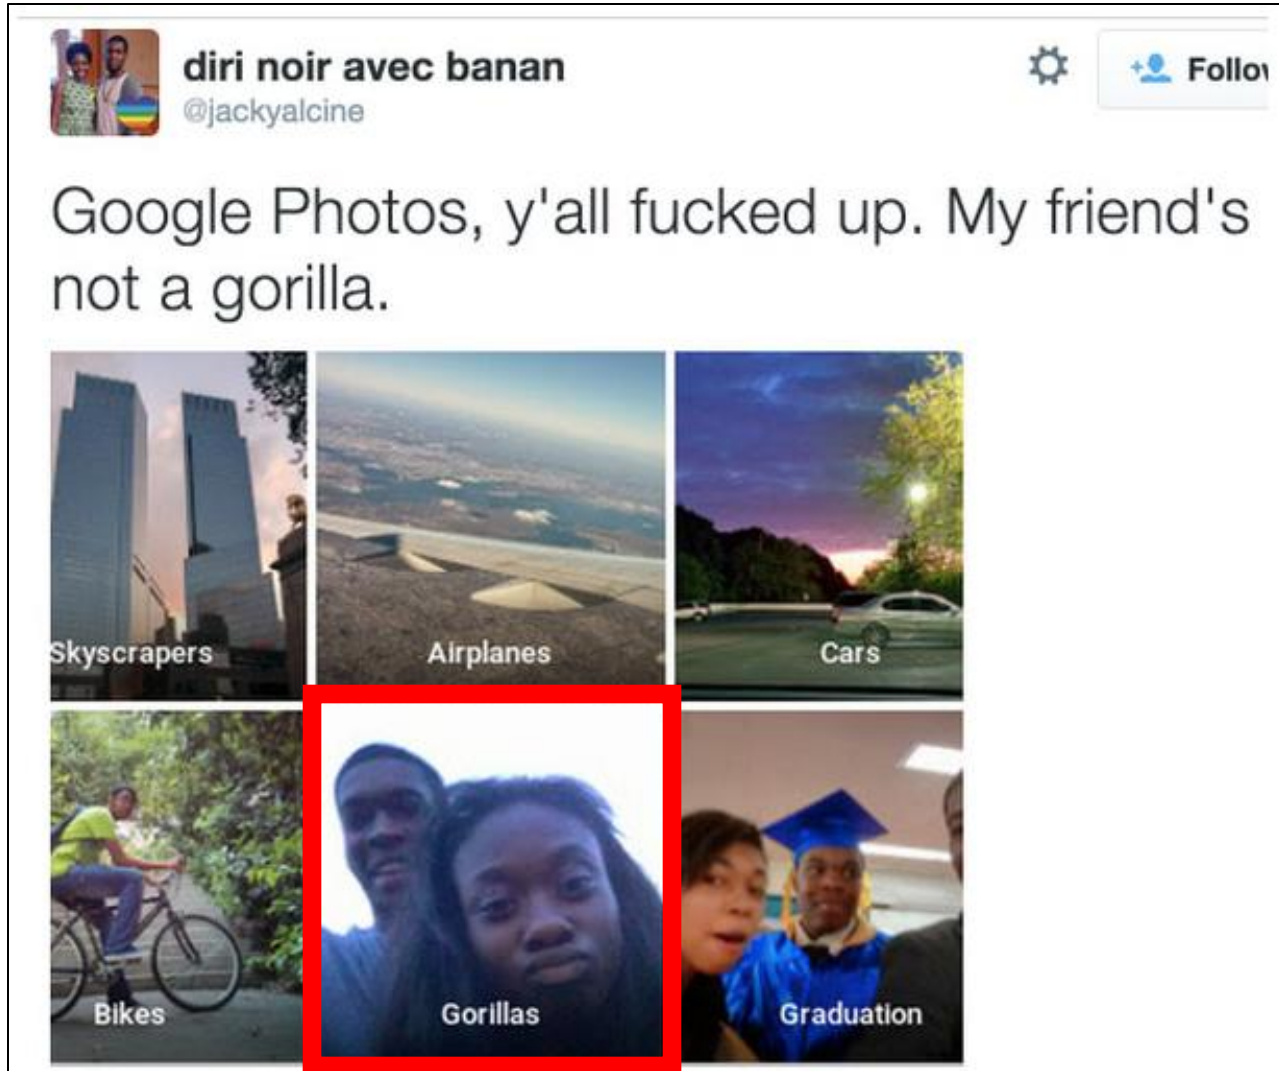 diri noir avec banan
@jackyalcine
Follow
Google Photos, y'all fucked up. My friend's
not a gorilla.
Skyscrapers Airplanes Cars
Bikes Gorillas Graduation